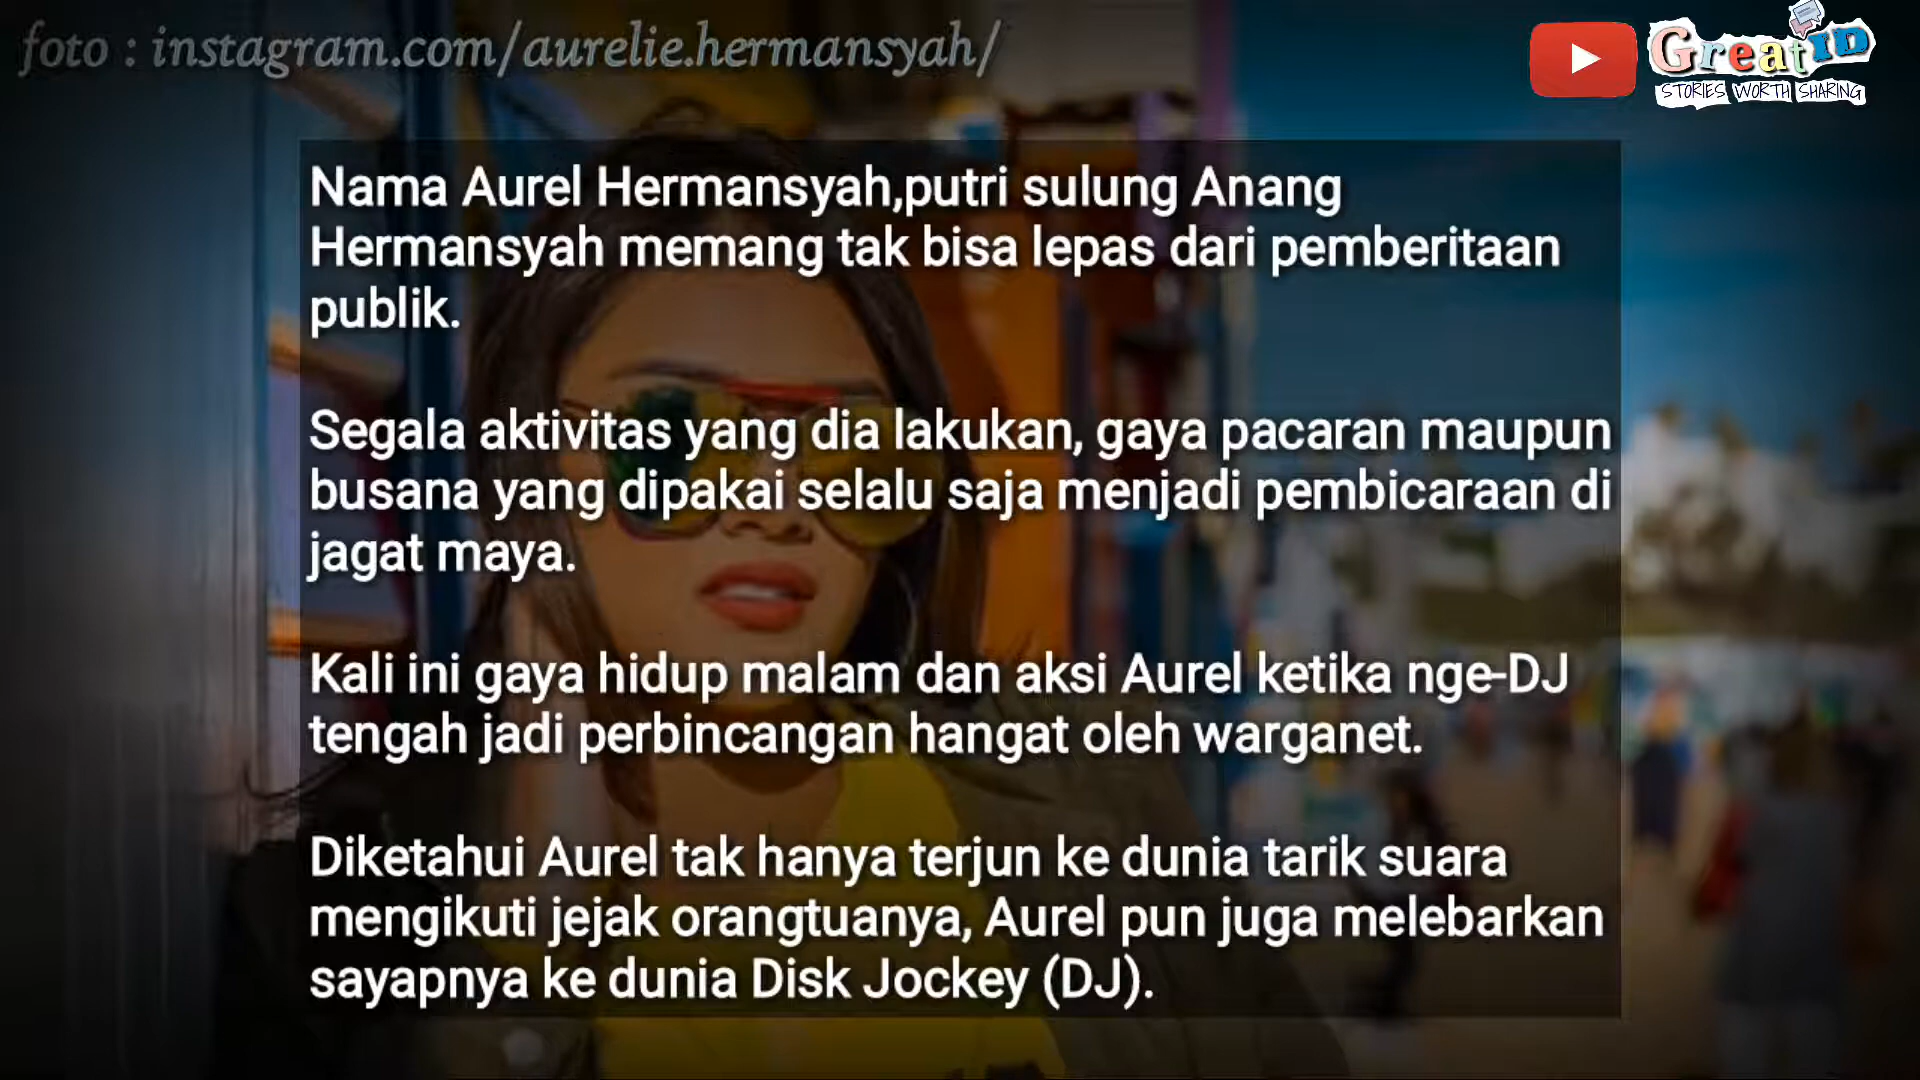 foto : instagram.com/aurelie.hermansyah/
GreatID
STORIES WORTH SHARING
Nama Aurel Hermansyah,putri sulung Anang
Hermansyah memang tak bisa lepas dari pemberitaan
publik.
Segala aktivitas yang dia lakukan, gaya pacaran maupun
busana yang dipakai selalu saja menjadi pembicaraan di
jagat maya.
Kali ini gaya hidup malam dan aksi Aurel ketika nge-DJ
tengah jadi perbincangan hangat oleh warganet.
Diketahui Aurel tak hanya terjun ke dunia tarik suara
mengikuti jejak orangtuanya, Aurel pun juga melebarkan
sayapnya ke dunia Disk Jockey (DJ).